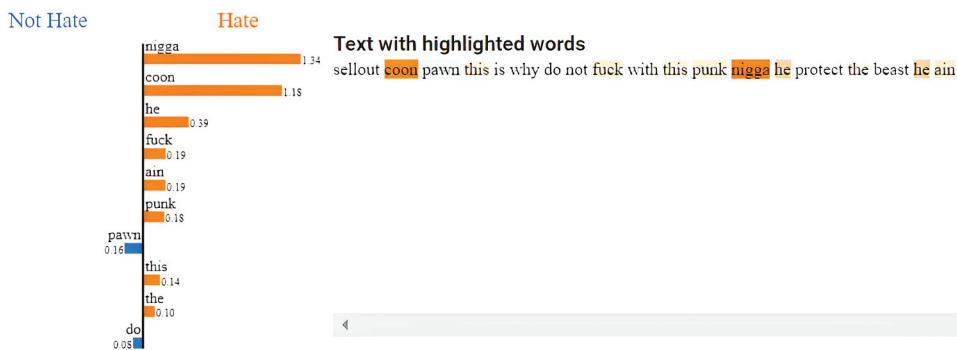 Not Hate Hate
nigga
1.34
coon
1.18
he
0.39
fuck
0.19
ain
0.19
punk
0.18
pawn
0.16
this
0.14
the
0.10
do
0.08
Text with highlighted words
sellout coon pawn this is why do not fuck with this punk nigga he protect the beast he ain